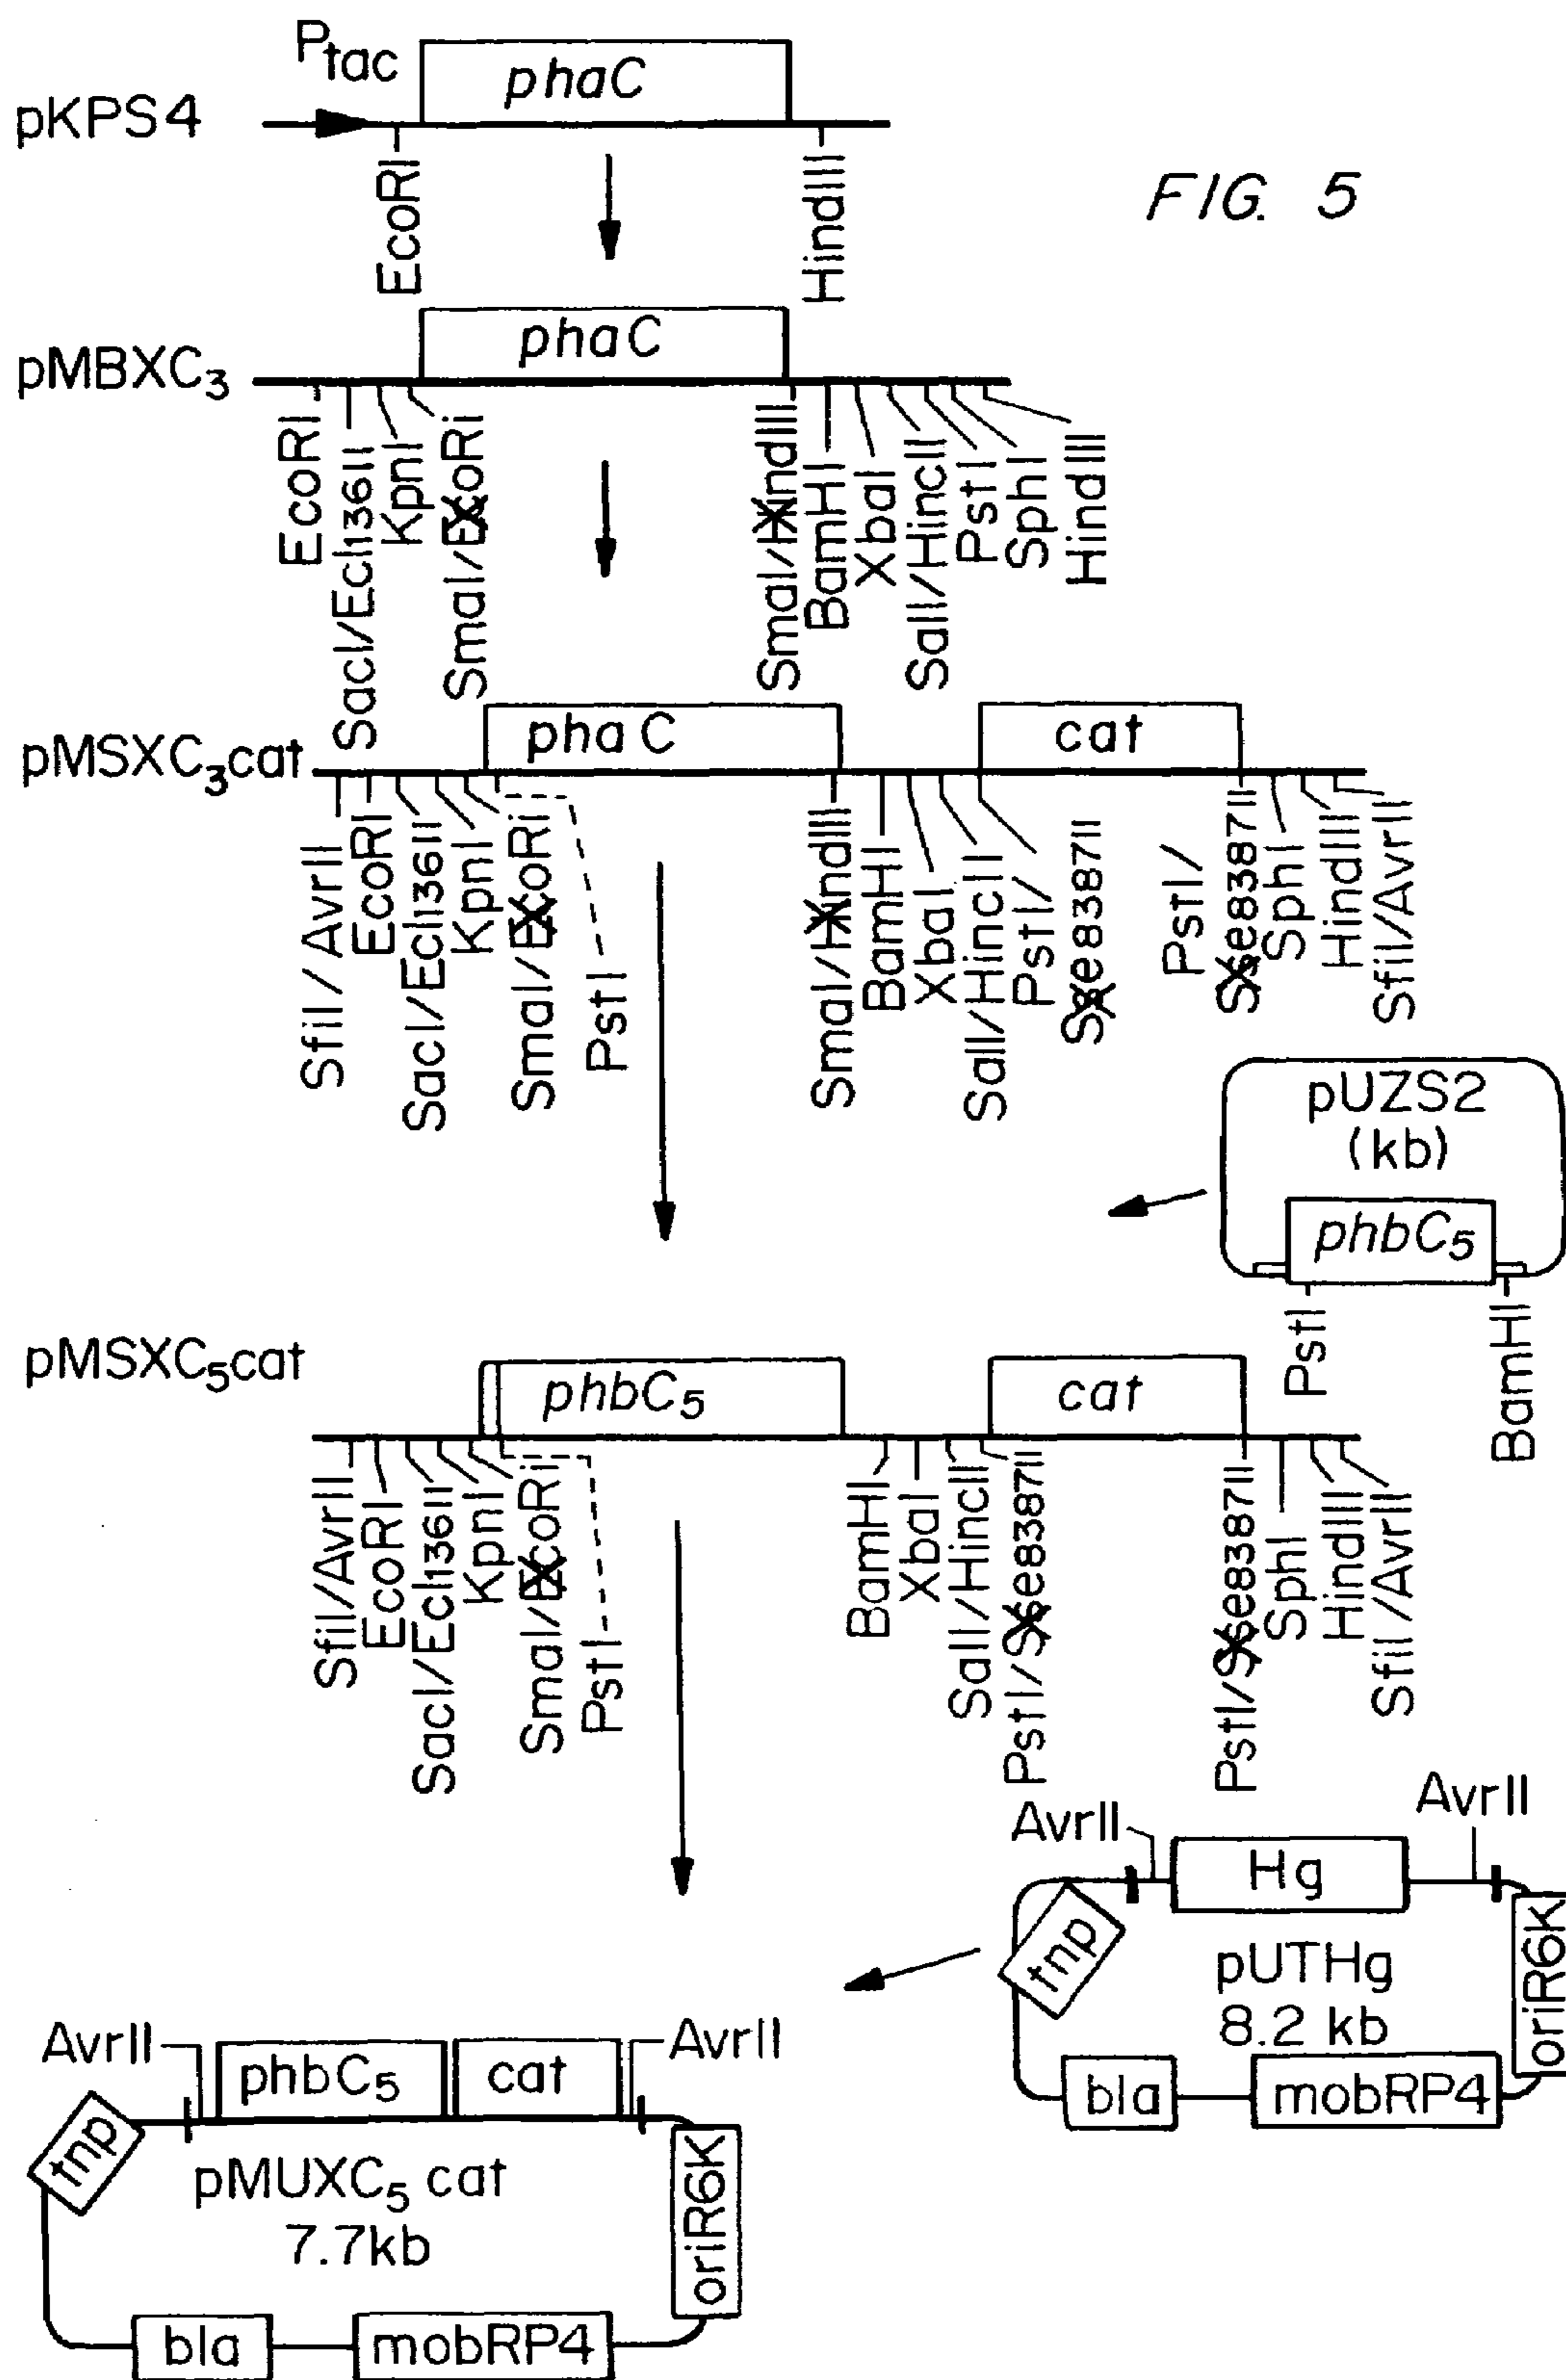 Ptac
phaC
pKPS4
EcoRI
HindIII
FIG. 5
phaC
pMBXC3
EcoRI
SacI/Ecl136II
KpnI
SmaI/EcoRi
SmaI/HindIII
BamHI
XbaI
SalI/HincII
PstI
SphI
HindIII
phaC
cat
pMSXC3cat
SfiI/AvrII
EcoRI
SacI/Ecl136II
KpnI
SmaI/EcoRi
PstI
SmaI/HindIII
BamHI
XbaI
SalI/HincII
PstI/
Sse8387II
PstI/
Sse8387II
SphI
HindIII
SfiI/AvrII
pUZS2
(kb)
phbC5
PstI
BamHI
pMSXC5cat
phbC5
cat
SfiI/AvrII
EcoRI
SacI/Ecl136II
KpnI
SmaI/EcoRi
PstI
BamHI
XbaI
SalI/HincII
PstI/Sse8387II
PstI/Sse8387II
SphI
HindIII
SfiI/AvrII
AvrII
AvrII
Hg
tnp
pUTHg
8.2 kb
oriR6K
bla
mobRP4
AvrII
phbC5
cat
AvrII
tnp
pMUXC5 cat
7.7kb
oriR6K
bla
mobRP4